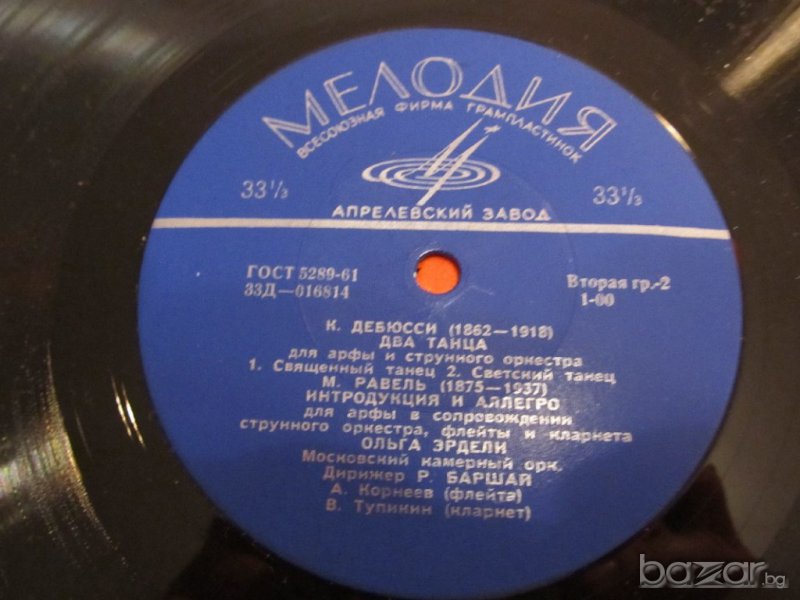 МЕЛОДИЯ
ВСЕСОЮЗНАЯ ФИРМА ГРАМПЛАСТИНОК
33⅓ 33⅓
АПРЕЛЕВСКИЙ ЗАВОД
ГОСТ 5289-61 Вторая гр.-2
33Д—016814 1-00
К. ДЕБЮССИ (1862—1918)
ДВА ТАНЦА
для арфы и струнного оркестра
1. Священный танец 2. Светский танец
М. РАВЕЛЬ (1875—1937)
ИНТРОДУКЦИЯ И АЛЛЕГРО
для арфы в сопровождении
струнного оркестра, флейты и кларнета
ОЛЬГА ЭРДЕЛИ
Московский камерный орк.
Дирижер Р. БАРШАЙ
А. Корнеев (флейта)
В. Тупикин (кларнет)
bazar.bg